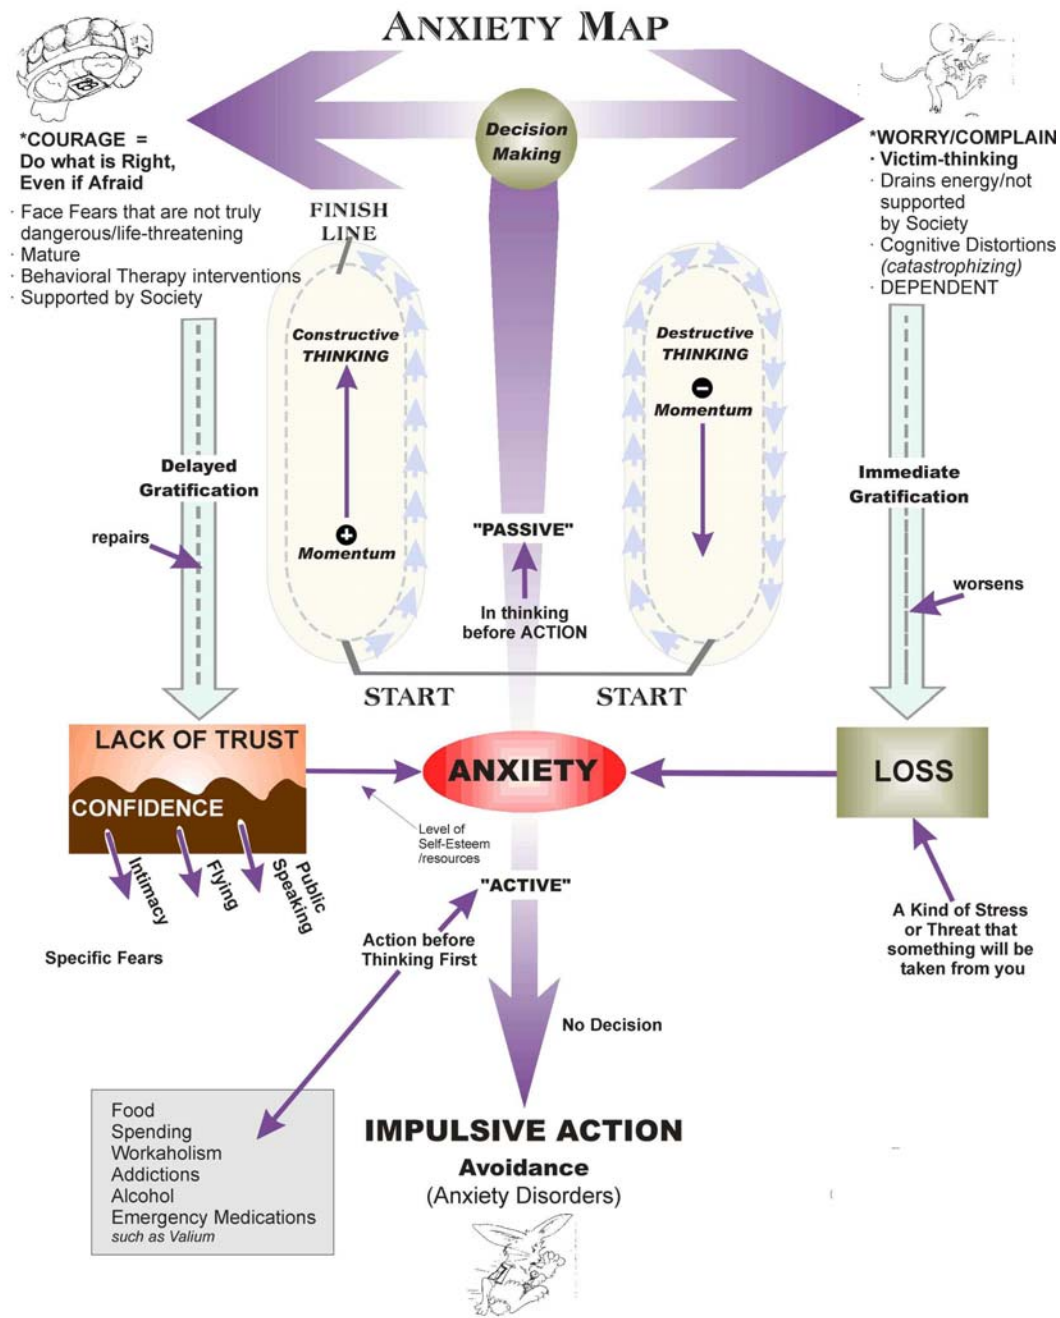 ANXIETY MAP
Decision
Making
*COURAGE =
Do what is Right,
Even if Afraid
· Face Fears that are not truly
dangerous/life-threatening
· Mature
· Behavioral Therapy interventions
· Supported by Society
*WORRY/COMPLAIN
· Victim-thinking
· Drains energy/not
supported
by Society
· Cognitive Distortions
(catastrophizing)
· DEPENDENT
FINISH
LINE
Constructive
THINKING
+
Momentum
Destructive
THINKING
-
Momentum
Delayed
Gratification
repairs
"PASSIVE"
In thinking
before ACTION
Immediate
Gratification
worsens
START
START
LACK OF TRUST
CONFIDENCE
Intimacy
Flying
Public
Speaking
Specific Fears
ANXIETY
Level of
Self-Esteem
/resources
LOSS
A Kind of Stress
or Threat that
something will be
taken from you
"ACTIVE"
Action before
Thinking First
No Decision
Food
Spending
Workaholism
Addictions
Alcohol
Emergency Medications
such as Valium
IMPULSIVE ACTION
Avoidance
(Anxiety Disorders)